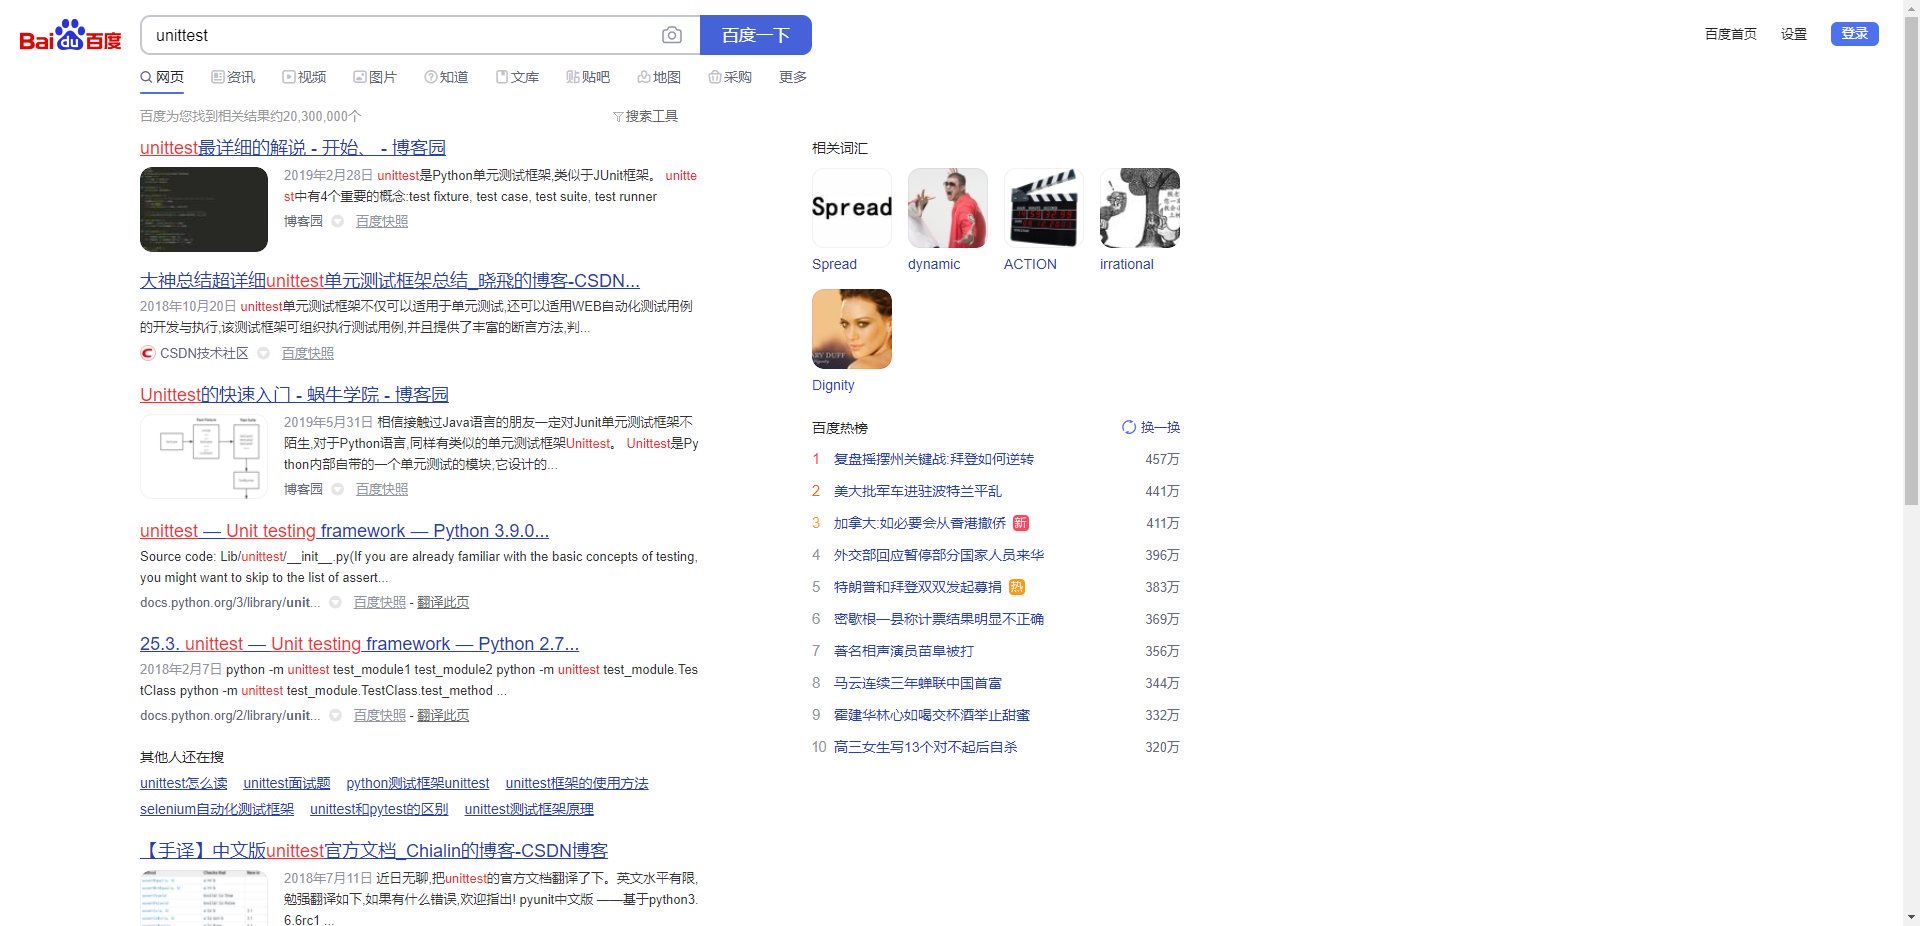 Bai du 百度
unittest
百度一下
百度首页 设置 登录
网页 资讯 视频 图片 知道 文库 贴吧 地图 采购 更多
百度为您找到相关结果约20,300,000个
搜索工具
unittest最详细的解说 - 开始、 - 博客园
2019年2月28日 unittest是Python单元测试框架,类似于JUnit框架。 unitte
st中有4个重要的概念:test fixture, test case, test suite, test runner
博客园 百度快照
大神总结超详细unittest单元测试框架总结_晓飛的博客-CSDN...
2018年10月20日 unittest单元测试框架不仅可以适用于单元测试,还可以适用WEB自动化测试用例
的开发与执行,该测试框架可组织执行测试用例,并且提供了丰富的断言方法,判...
CSDN技术社区 百度快照
Unittest的快速入门 - 蜗牛学院 - 博客园
2019年5月31日 相信接触过Java语言的朋友一定对Junit单元测试框架不
陌生,对于Python语言,同样有类似的单元测试框架Unittest。 Unittest是Py
thon内部自带的一个单元测试的模块,它设计的...
博客园 百度快照
unittest — Unit testing framework — Python 3.9.0...
Source code: Lib/unittest/__init__.py(If you are already familiar with the basic concepts of testing,
you might want to skip to the list of assert...
docs.python.org/3/library/unit... 百度快照 - 翻译此页
25.3. unittest — Unit testing framework — Python 2.7...
2018年2月7日 python -m unittest test_module1 test_module2 python -m unittest test_module.Tes
tClass python -m unittest test_module.TestClass.test_method ...
docs.python.org/2/library/unit... 百度快照 - 翻译此页
其他人还在搜
unittest怎么读 unittest面试题 python测试框架unittest unittest框架的使用方法
selenium自动化测试框架 unittest和pytest的区别 unittest测试框架原理
【手译】中文版unittest官方文档_Chialin的博客-CSDN博客
2018年7月11日 近日无聊,把unittest的官方文档翻译了下。英文水平有限,
勉强翻译如下,如果有什么错误,欢迎指出! pyunit中文版 ——基于python3.
6.6rc1 ...
相关词汇
Spread
Spread dynamic ACTION irrational
Dignity
百度热榜 换一换
1 复盘摇摆州关键战:拜登如何逆转 457万
2 美大批军车进驻波特兰平乱 441万
3 加拿大:如必要会从香港撤侨 新 411万
4 外交部回应暂停部分国家人员来华 396万
5 特朗普和拜登双双发起募捐 热 383万
6 密歇根一县称计票结果明显不正确 369万
7 著名相声演员苗阜被打 356万
8 马云连续三年蝉联中国首富 344万
9 霍建华林心如喝交杯酒举止甜蜜 332万
10 高三女生写13个对不起后自杀 320万